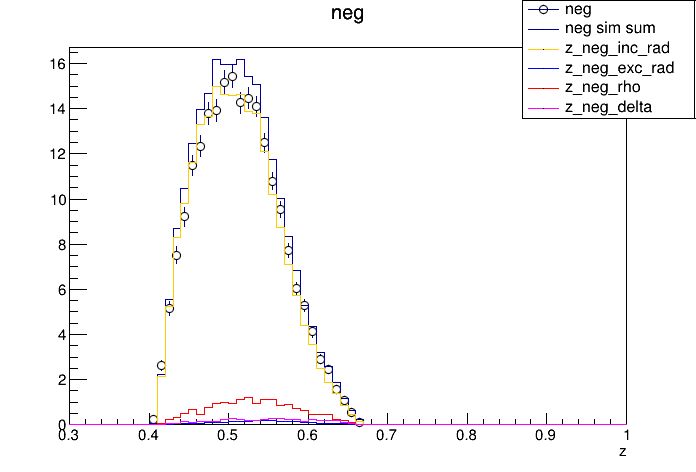 neg
neg
neg sim sum
z_neg_inc_rad
z_neg_exc_rad
z_neg_rho
z_neg_delta
16
14
12
10
8
6
4
2
0
0.3 0.4 0.5 0.6 0.7 0.8 0.9 1
z